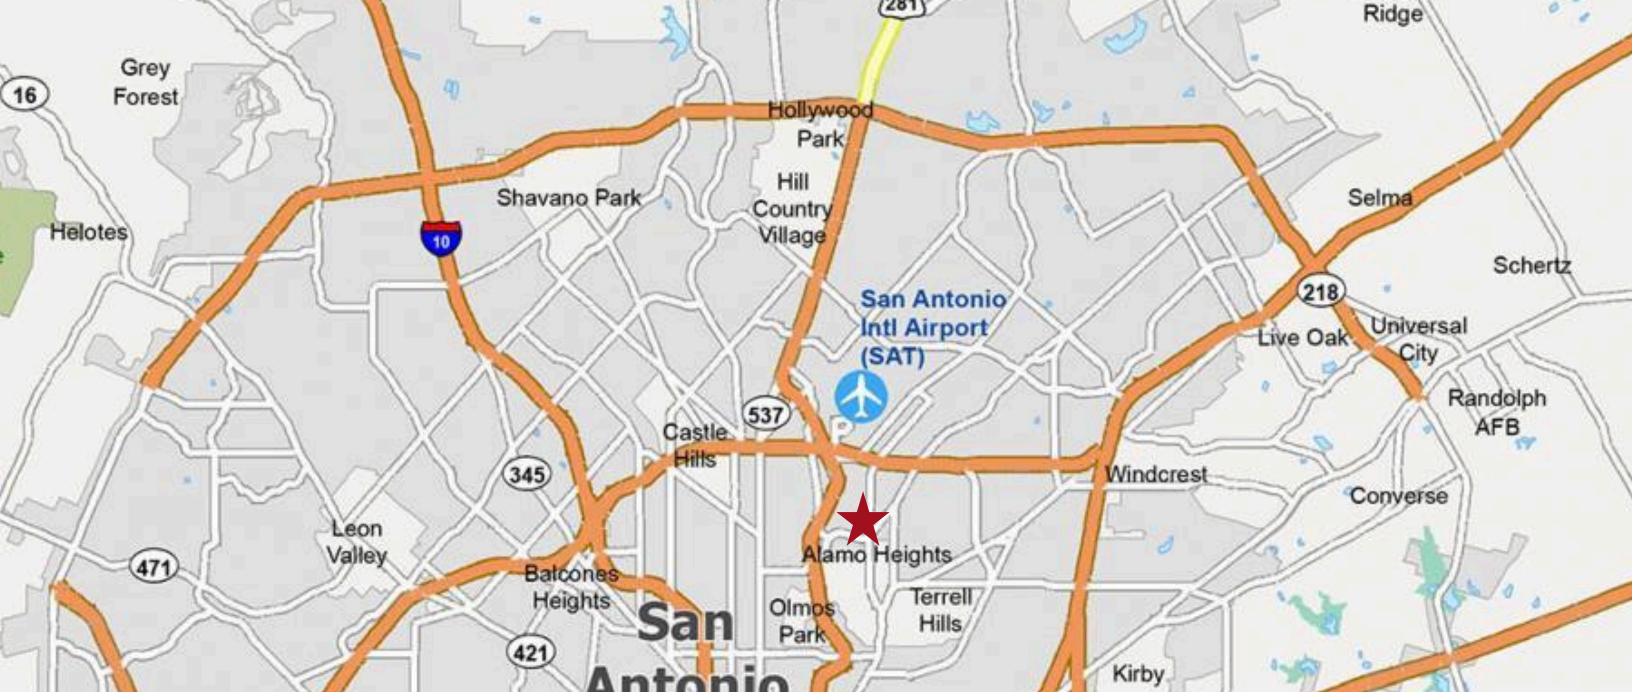 281
Ridge
Grey
Forest
16
Hollywood
Park
Shavano Park
Hill
Country
Village
Selma
Helotes
10
Schertz
218
San Antonio
Intl Airport
(SAT)
Live Oak
Universal
City
Randolph
AFB
537
P
Castle
Hills
345
Windcrest
Converse
Leon
Valley
Alamo Heights
471
Balcones
Heights
Olmos
Park
Terrell
Hills
San
Antonio
421
Kirby